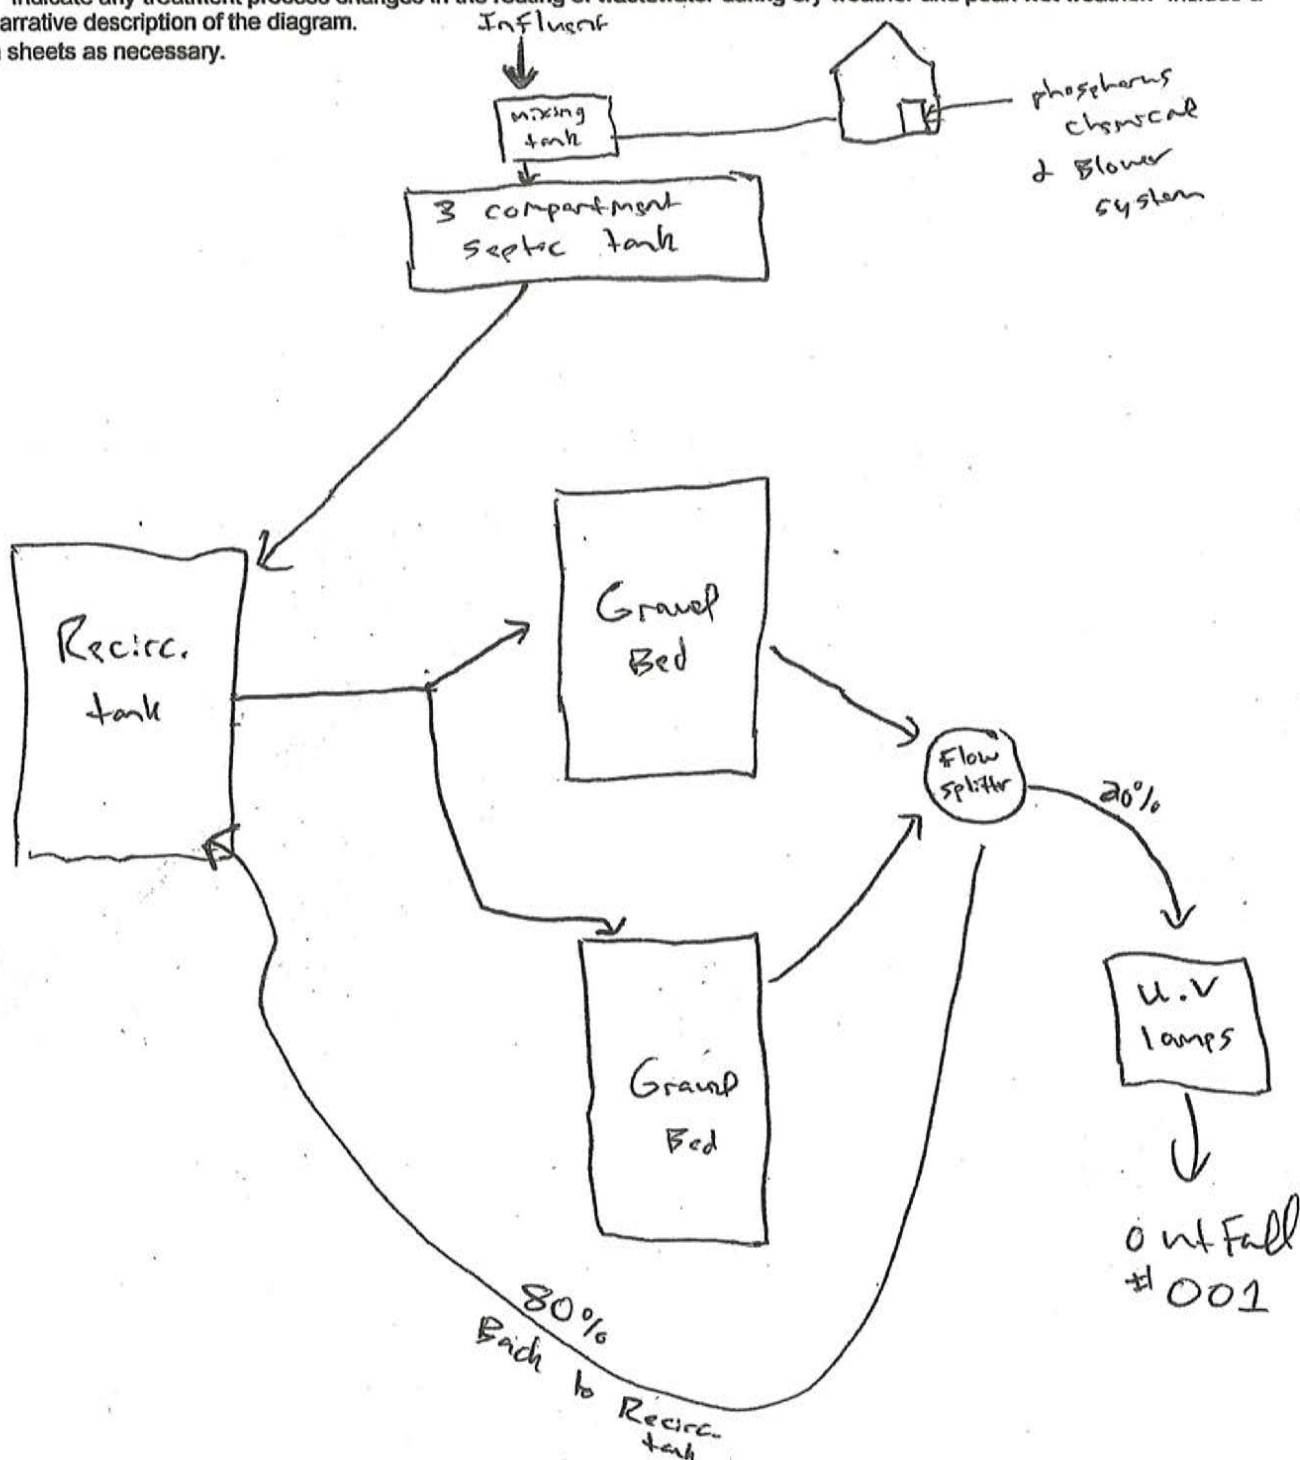 arrative description of the diagram.
sheets as necessary.
Influent
mixing
tank
phosphorus
chemical
& Blower
system
3 compartment
septic tank
Recirc.
tank
Gravel
Bed
Flow
splitter
20%
U.V
lamps
Gravel
Bed
outFall
#001
80%
Back to Recirc.
tank